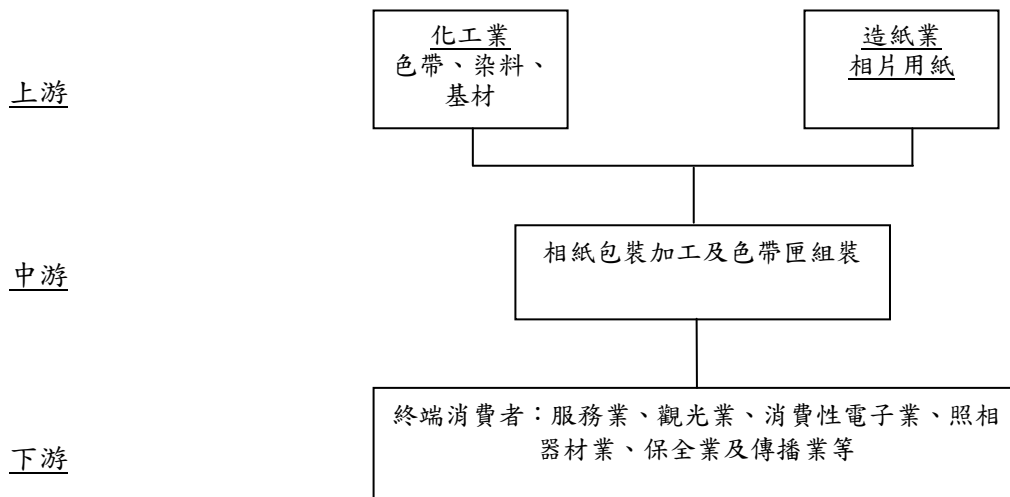 化工業
色帶、染料、
基材
造紙業
相片用紙
上游
相紙包裝加工及色帶匣組裝
中游
終端消費者：服務業、觀光業、消費性電子業、照相
器材業、保全業及傳播業等
下游